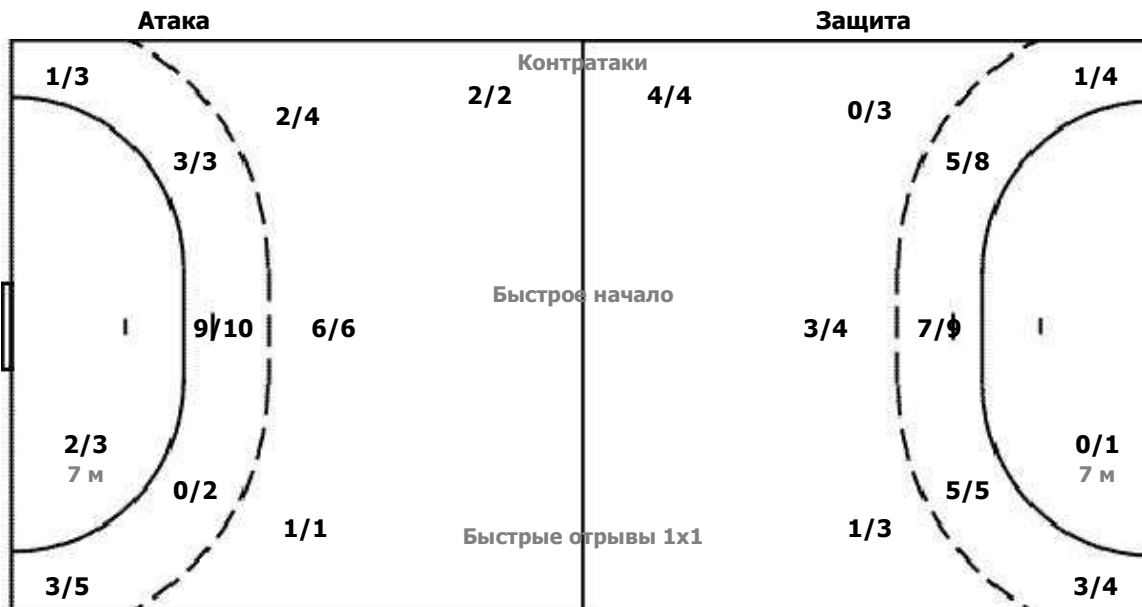 Атака Защита
Контратаки
1/3 1/4
2/2 4/4
2/4 0/3
3/3 5/8
Быстрое начало
9/10 6/6 3/4 7/9
2/3 0/1
7 м 7 м
0/2 5/5
1/1 Быстрые отрывы 1x1 1/3
3/5 3/4